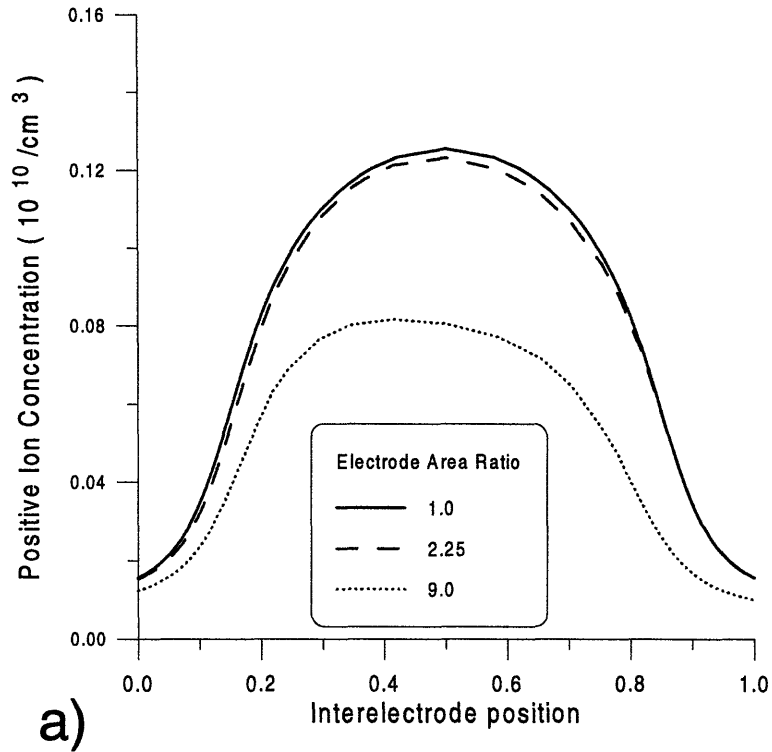 0.16
0.12
0.08
0.04
0.00
Positive Ion Concentration ( 10 10 /cm 3 )
Electrode Area Ratio
1.0
2.25
9.0
0.0 0.2 0.4 0.6 0.8 1.0
Interelectrode position
a)